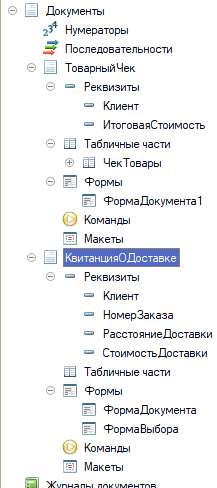 Документы
Нумераторы
Последовательности
ТоварныйЧек
Реквизиты
Клиент
ИтоговаяСтоимость
Табличные части
ЧекТовары
Формы
ФормаДокумента1
Команды
Макеты
КвитанцияОДоставке
Реквизиты
Клиент
НомерЗаказа
РасстояниеДоставки
СтоимостьДоставки
Табличные части
Формы
ФормаДокумента
ФормаВыбора
Команды
Макеты
Журналы документов